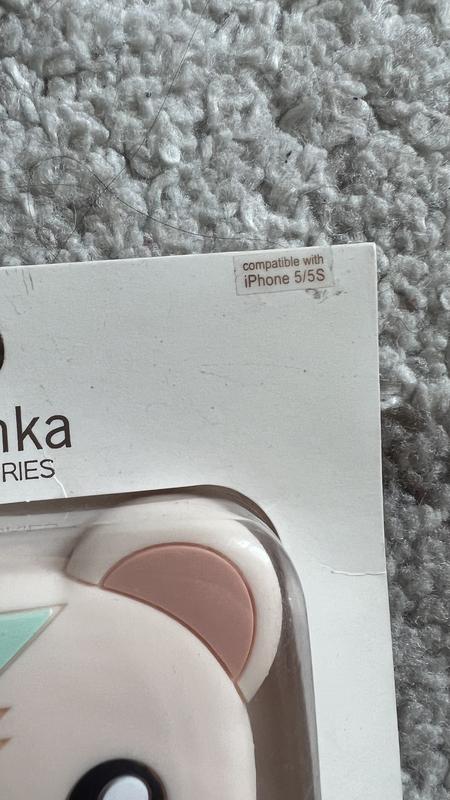 compatible with
iPhone 5/5S
nka
RIES